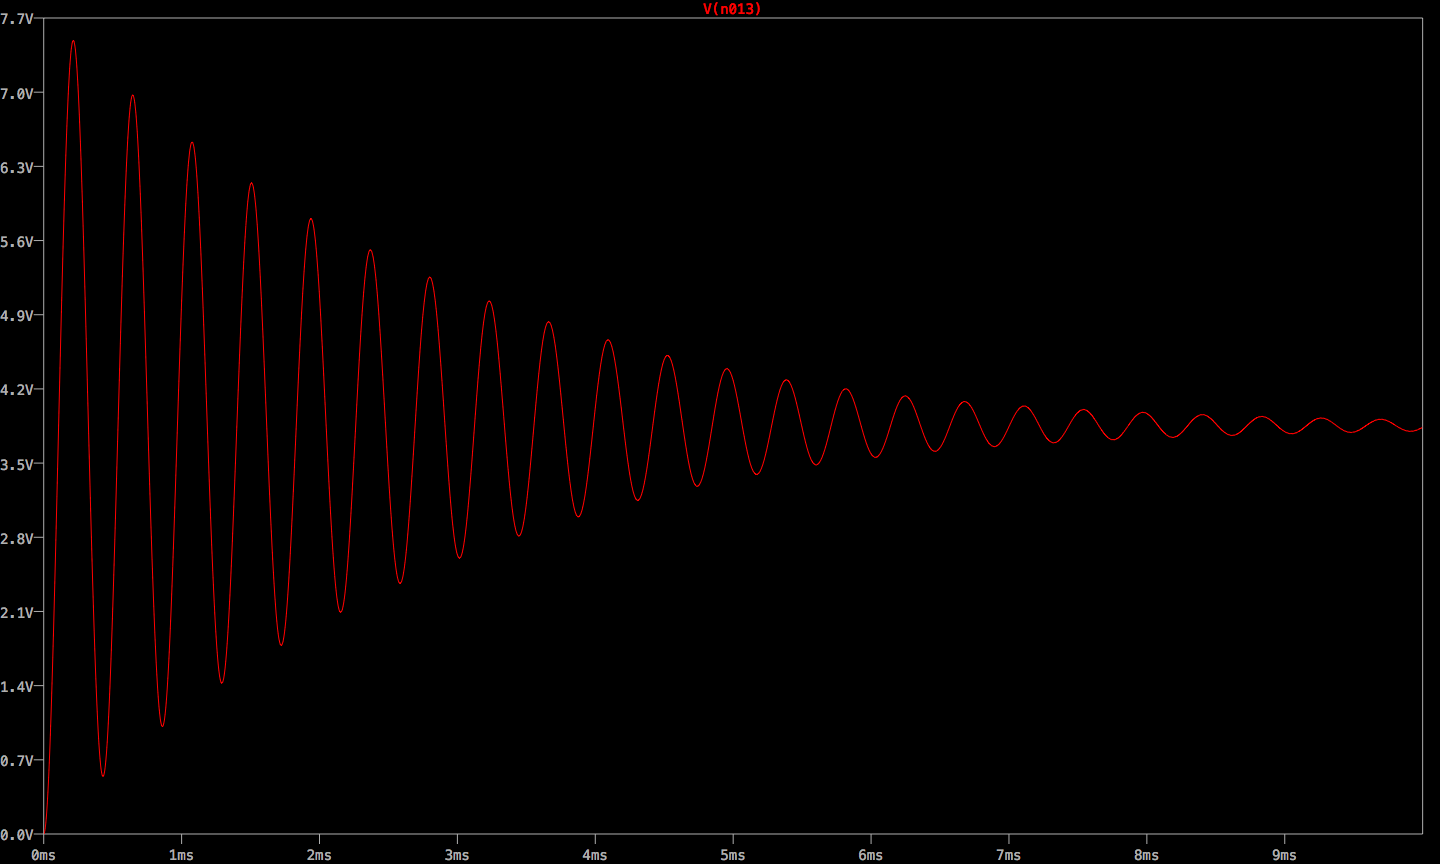 V(n013)
7.7V
7.0V
6.3V
5.6V
4.9V
4.2V
3.5V
2.8V
2.1V
1.4V
0.7V
0.0V
0ms 1ms 2ms 3ms 4ms 5ms 6ms 7ms 8ms 9ms